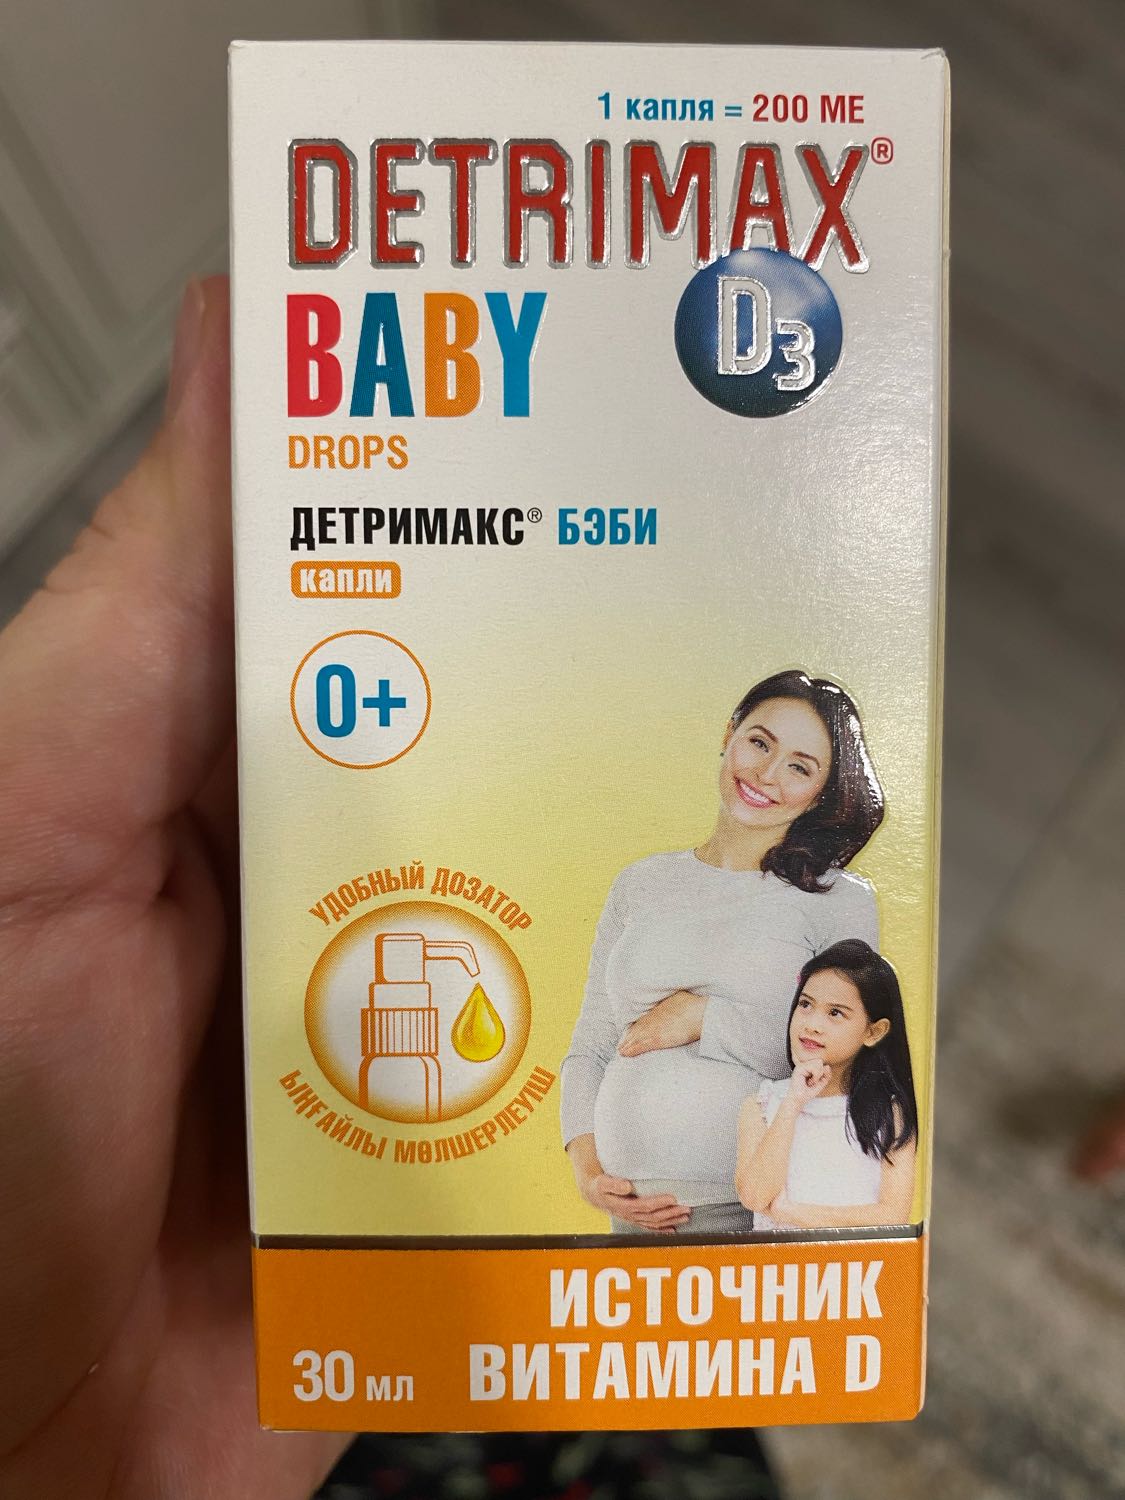 1 капля = 200 МЕ
DETRIMAX®
D3
BABY
DROPS
ДЕТРИМАКС® БЭБИ
капли
0+
УДОБНЫЙ ДОЗАТОР
ЫҢҒАЙЛЫ МӨЛШЕРЛЕУІШ
ИСТОЧНИК
ВИТАМИНА D
30 мл